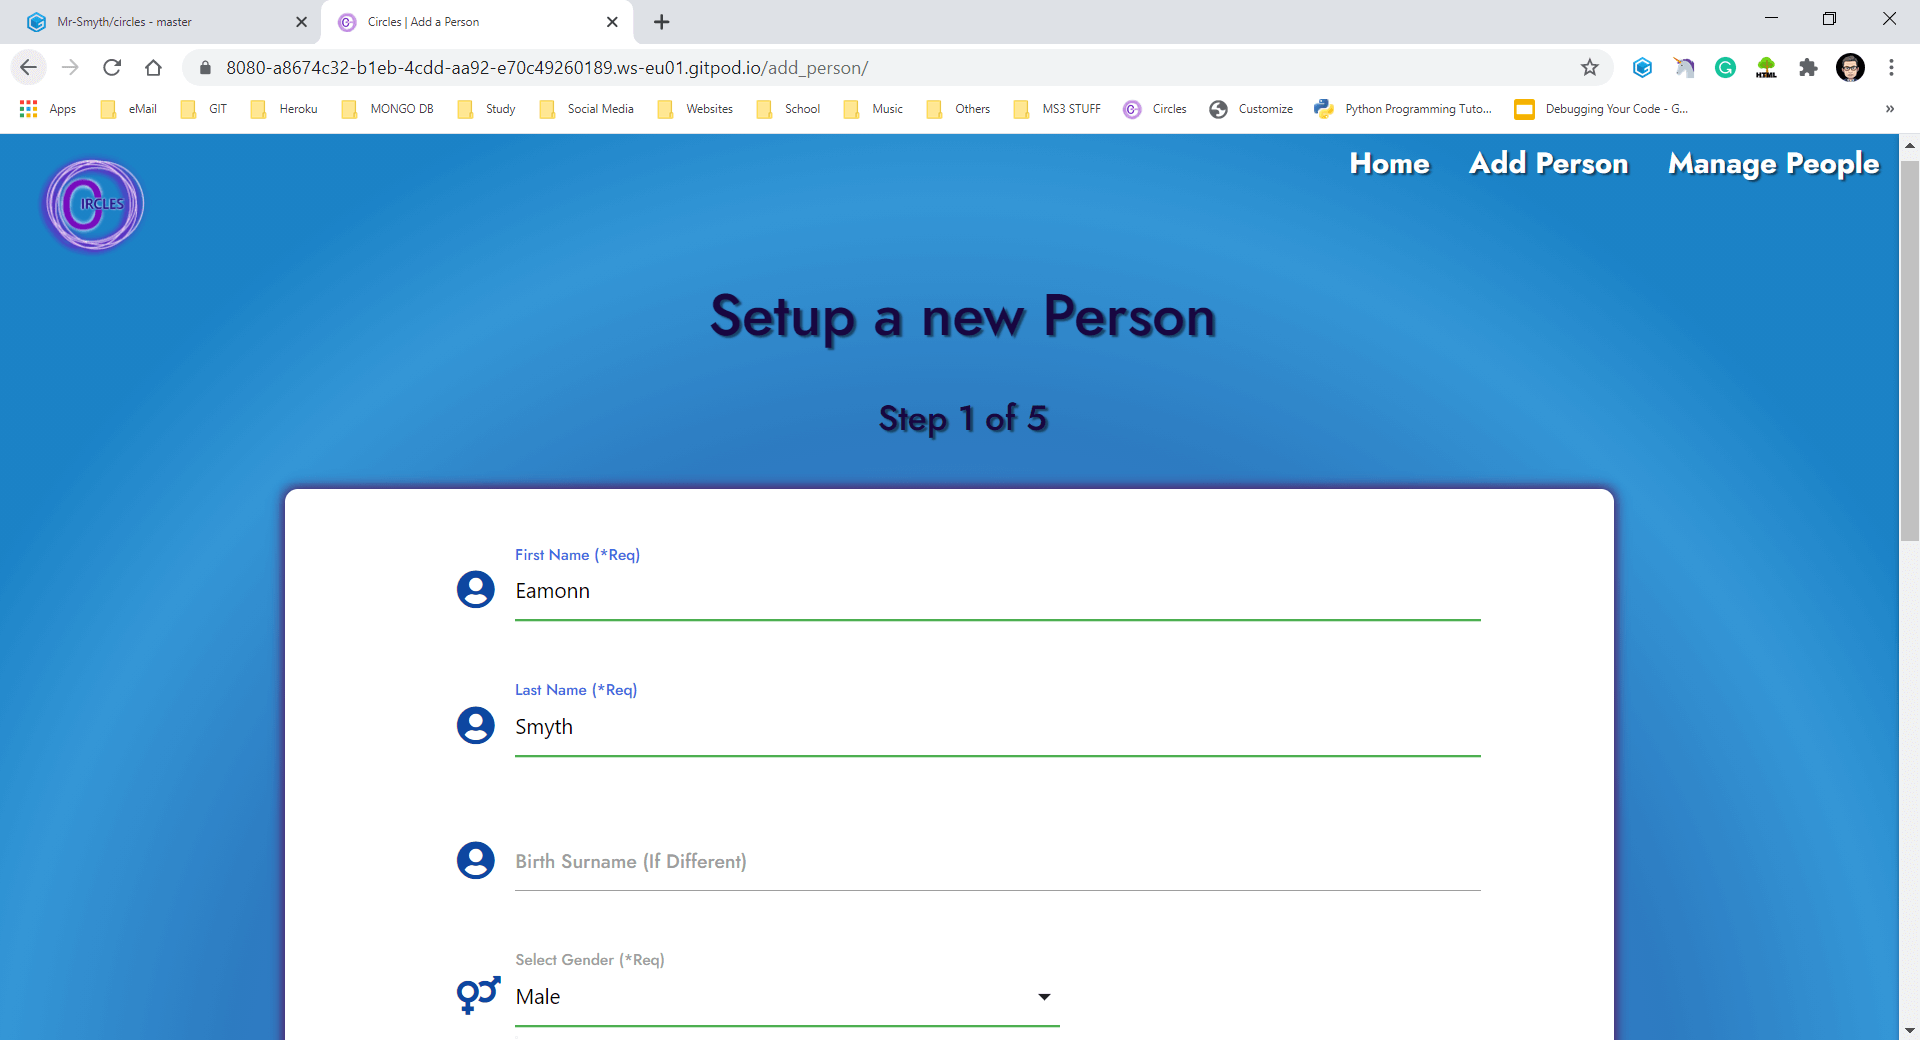 Mr-Smyth/circles - master
Circles | Add a Person
8080-a8674c32-b1eb-4cdd-aa92-e70c49260189.ws-eu01.gitpod.io/add_person/
Apps eMail GIT Heroku MONGO DB Study Social Media Websites School Music Others MS3 STUFF Circles Customize Python Programming Tuto... Debugging Your Code - G... »
HTML
CIRCLES
Home Add Person Manage People
Setup a new Person
Step 1 of 5
First Name (*Req)
Eamonn
Last Name (*Req)
Smyth
Birth Surname (If Different)
Select Gender (*Req)
Male